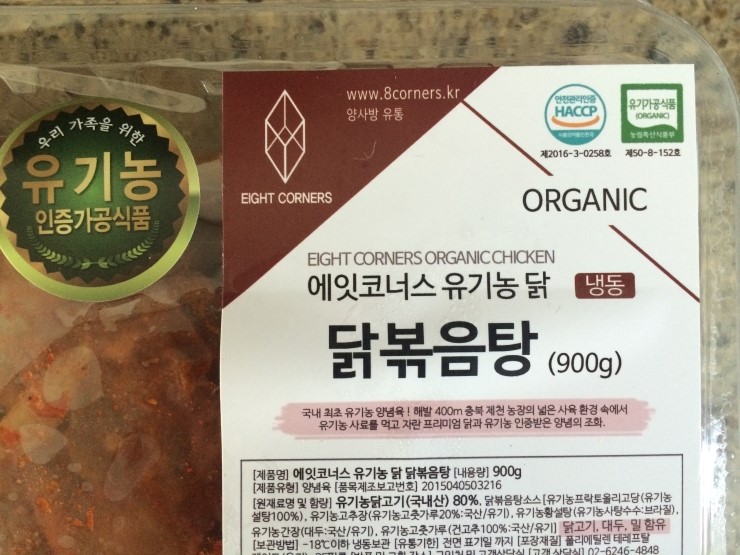 우리 가족을 위한
유기농
인증가공식품
EIGHT CORNERS
www.8corners.kr
양사방 유통
안전관리인증
HACCP
제2016-3-0258호
유기가공식품
(ORGANIC)
농림축산식품부
제50-8-152호
ORGANIC
EIGHT CORNERS ORGANIC CHICKEN
에잇코너스 유기농 닭 냉동
닭볶음탕 (900g)
국내 최초 유기농 양념육 ! 해발 400m 충북 제천 농장의 넓은 사육 환경 속에서
유기농 사료를 먹고 자란 프리미엄 닭과 유기농 인증받은 양념의 조화.
[제품명] 에잇코너스 유기농 닭 닭볶음탕 [내용량] 900g
[제품유형] 양념육 [품목제조보고번호] 2015040503216
[원재료명 및 함량] 유기농닭고기(국내산) 80%, 닭볶음탕소스[유기농프락토올리고당(유기농
설탕100%), 유기농고추장(유기농고춧가루20%:국산/유기), 유기농황설탕(유기농사탕수수:브라질),
유기농간장(대두:국산/유기), 유기농고춧가루(건고추100%:국산/유기)] 닭고기, 대두, 밀 함유
[보관방법] -18℃이하 냉동보관 [유통기한] 전면 표기일 까지 [포장재질] 폴리에틸렌 테레프탈
02-6246-4846